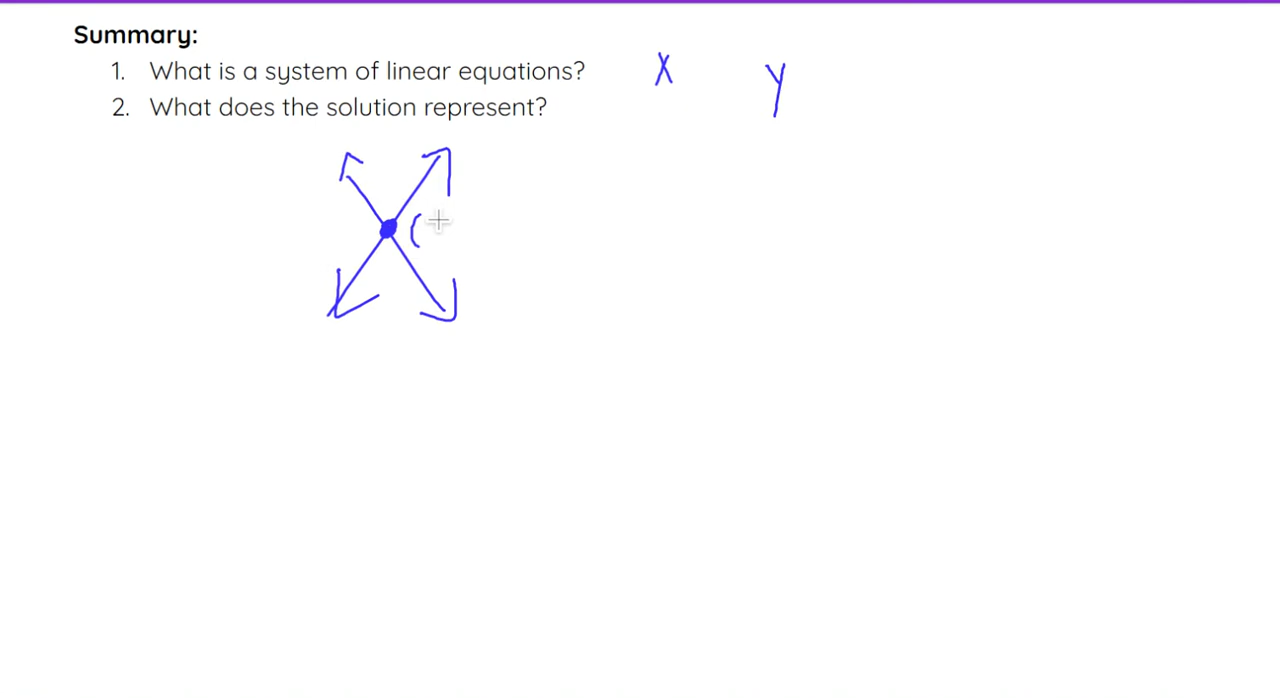 Summary:
1. What is a system of linear equations? X Y
2. What does the solution represent?
(